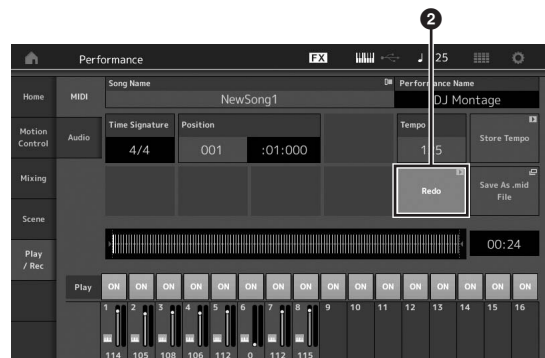 2
Performance FX 25
Home MIDI Song Name NewSong1 Performance Name DJ Montage
Motion Control Audio Time Signature 4/4 Position 001 :01:000 Tempo Store Tempo
Mixing Redo Save As .mid File
Scene
Play / Rec 00:24
Play ON ON ON ON ON ON ON ON ON ON ON ON ON ON ON ON
1 2 3 4 5 6 7 8 9 10 11 12 13 14 15 16
114 105 108 106 112 0 112 115